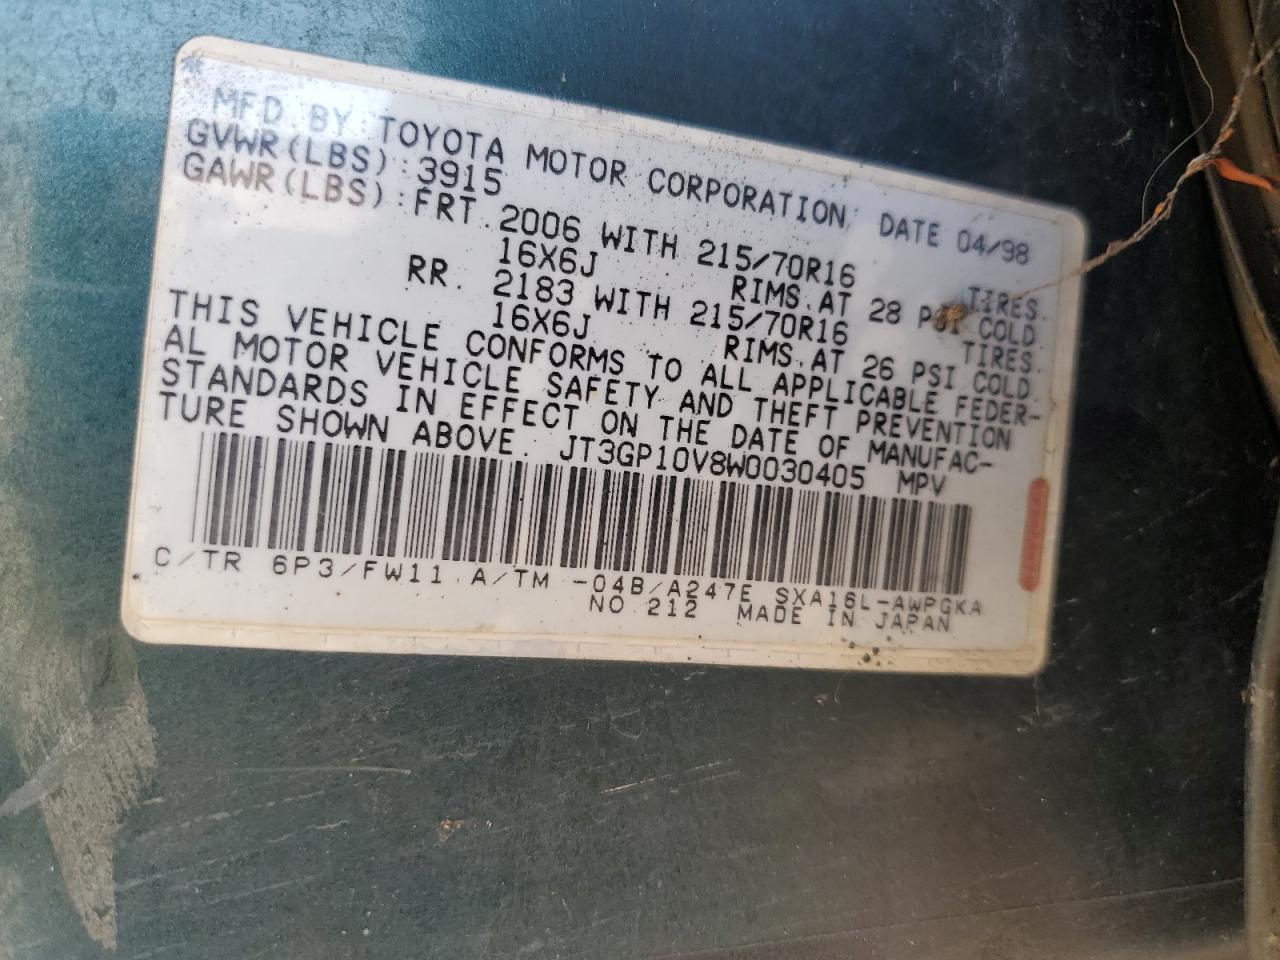 MFD BY TOYOTA MOTOR CORPORATION DATE 04/98
GVWR(LBS):3915
GAWR(LBS):FRT. 2006 WITH 215/70R16 TIRES.
16X6J RIMS.AT 28 PSI COLD
RR. 2183 WITH 215/70R16 TIRES.
16X6J RIMS.AT 26 PSI COLD
THIS VEHICLE CONFORMS TO ALL APPLICABLE FEDER-
AL MOTOR VEHICLE SAFETY AND THEFT PREVENTION
STANDARDS IN EFFECT ON THE DATE OF MANUFAC-
TURE SHOWN ABOVE. JT3GP10V8W0030405 MPV
C/TR 6P3/FW11 A/TM -04B/A247E SXA16L-AWPGKA
NO 212 MADE IN JAPAN